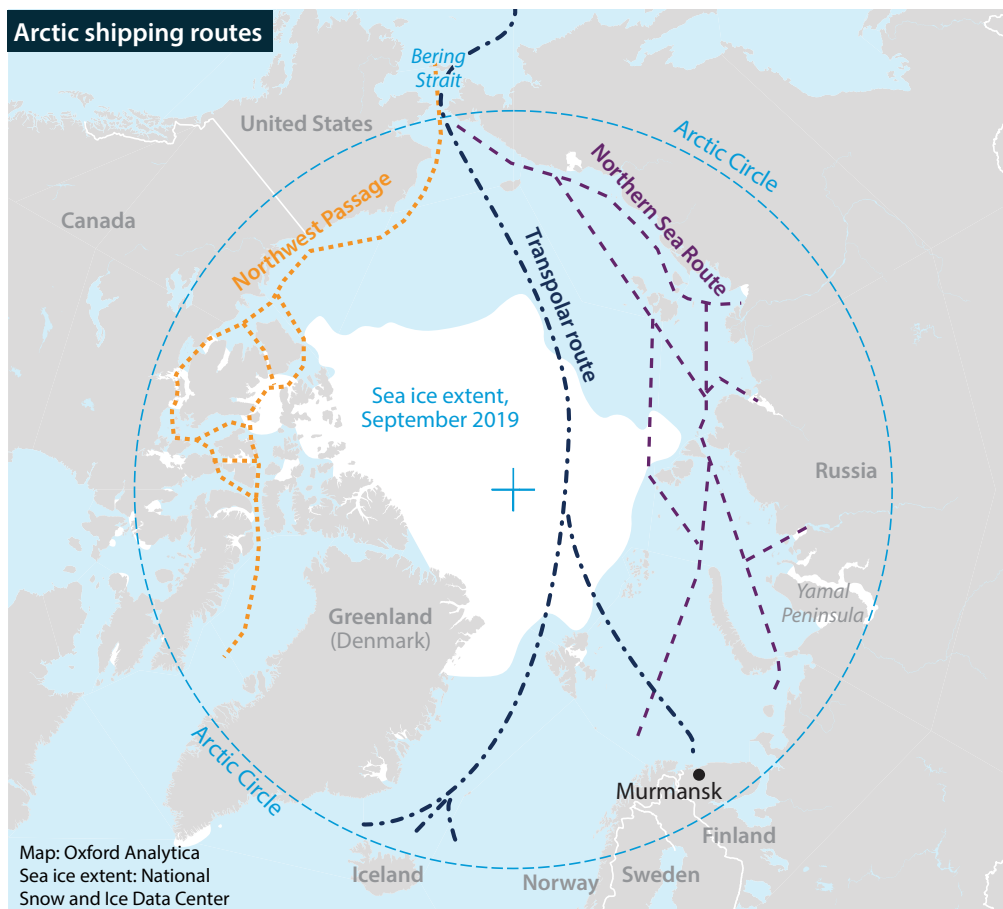 Arctic shipping routes
Bering
Strait
United States
Arctic Circle
Northern Sea Route
Canada
Northwest Passage
Transpolar route
Sea ice extent,
September 2019
Russia
Yamal
Peninsula
Greenland
(Denmark)
Arctic Circle
Murmansk
Finland
Iceland
Norway
Sweden
Map: Oxford Analytica
Sea ice extent: National
Snow and Ice Data Center